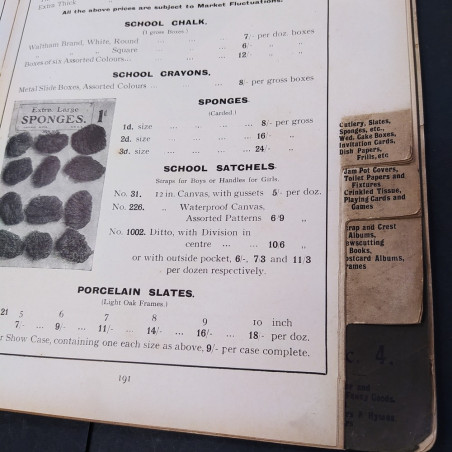 Extra Thick
All the above prices are subject to Market Fluctuations.
SCHOOL CHALK.
(1 gross Boxes.)
Waltham Brand, White, Round ... ... 7/- per doz. boxes
„ „ „ Square ... ... 6/- „ „
Boxes of six Assorted Colours... ... ... 12/- „ „
SCHOOL CRAYONS.
Metal Slide Boxes, Assorted Colours ... ... 8/- per gross boxes
Extra Large
SPONGES. 1d
SPONGES
(Carded.)
1d. size ... ... ... 8/- per gross
2d. size ... ... ... 16/- „
3d. size ... ... ... 24/- „
SCHOOL SATCHELS
Straps for Boys or Handles for Girls.
No. 31. 12 in. Canvas, with gussets 5/- per doz.
No. 226. „ Waterproof Canvas,
Assorted Patterns 6/9 „
No. 1002. Ditto, with Division in
centre ... ... 10/6 „
or with outside pocket, 6/-, 7/3 and 11/3
per dozen respectively.
PORCELAIN SLATES.
(Light Oak Frames.)
21 5 6 7 8 9 10 inch
7/- ... 9/- ... 11/- ... 14/- ... 16/- ... 18/- per doz.
Show Case, containing one each size as above, 9/- per case complete.
191
Cutlery, Slates,
Sponges, etc.,
Wed. Cake Boxes,
Invitation Cards,
Dish Papers,
Frills, etc
Jam Pot Covers,
Toilet Papers and
Fixtures
Crinkled Tissue,
Playing Cards and
Games
Scrap and Crest
Albums,
Newscutting
Books,
Postcard Albums,
Frames
c. 4.